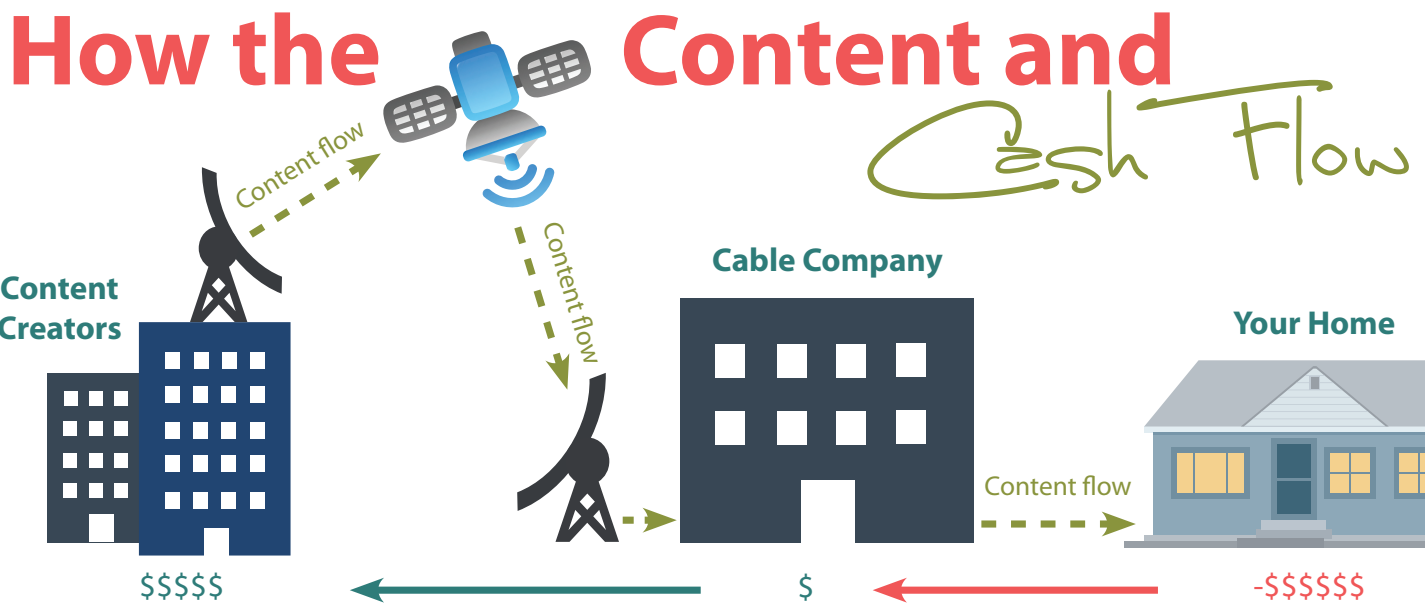 How the Content and
Cash Flow
Content flow
Content flow
Cable Company
Content
Creators
Your Home
Content flow
$$$$$
$
-$$$$$$